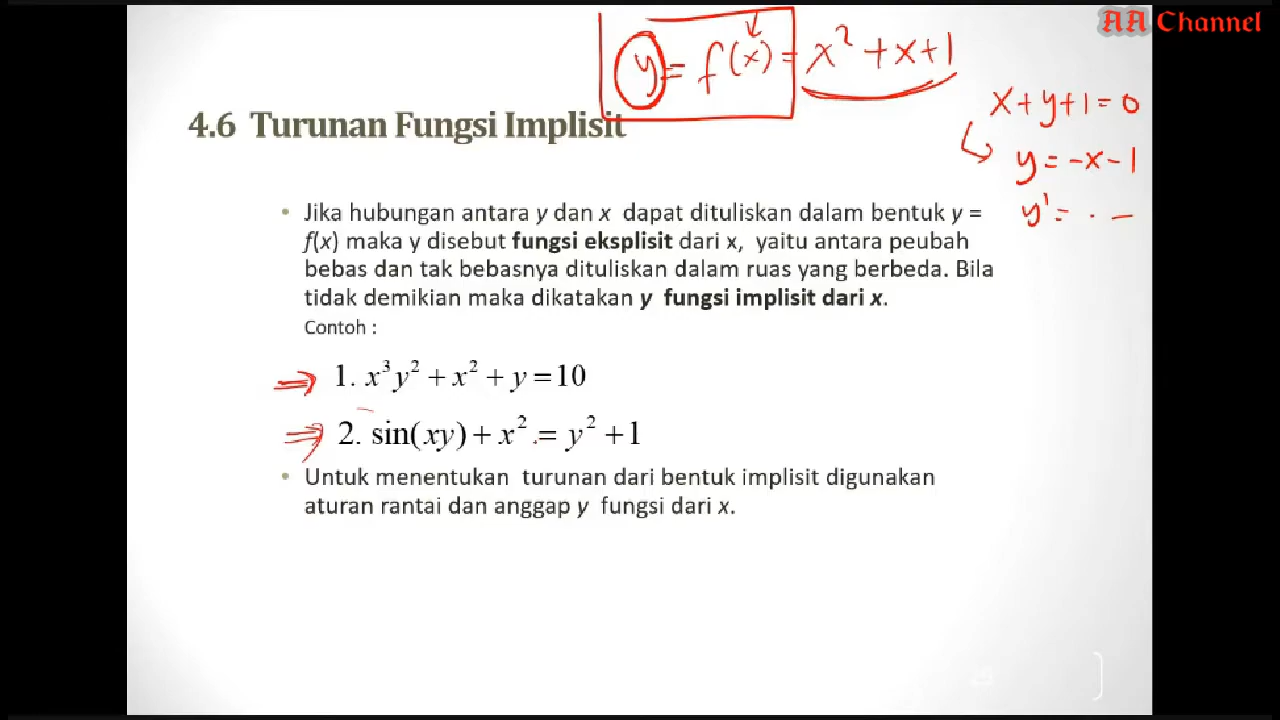 AA Channel
y = f(x) = x² + x + 1
x + y + 1 = 0
y = -x - 1
y' = . _
4.6 Turunan Fungsi Implisit
• Jika hubungan antara y dan x dapat dituliskan dalam bentuk y =
f(x) maka y disebut fungsi eksplisit dari x, yaitu antara peubah
bebas dan tak bebasnya dituliskan dalam ruas yang berbeda. Bila
tidak demikian maka dikatakan y fungsi implisit dari x.
Contoh :
1. x³y² + x² + y = 10
2. sin(xy) + x² = y² + 1
• Untuk menentukan turunan dari bentuk implisit digunakan
aturan rantai dan anggap y fungsi dari x.